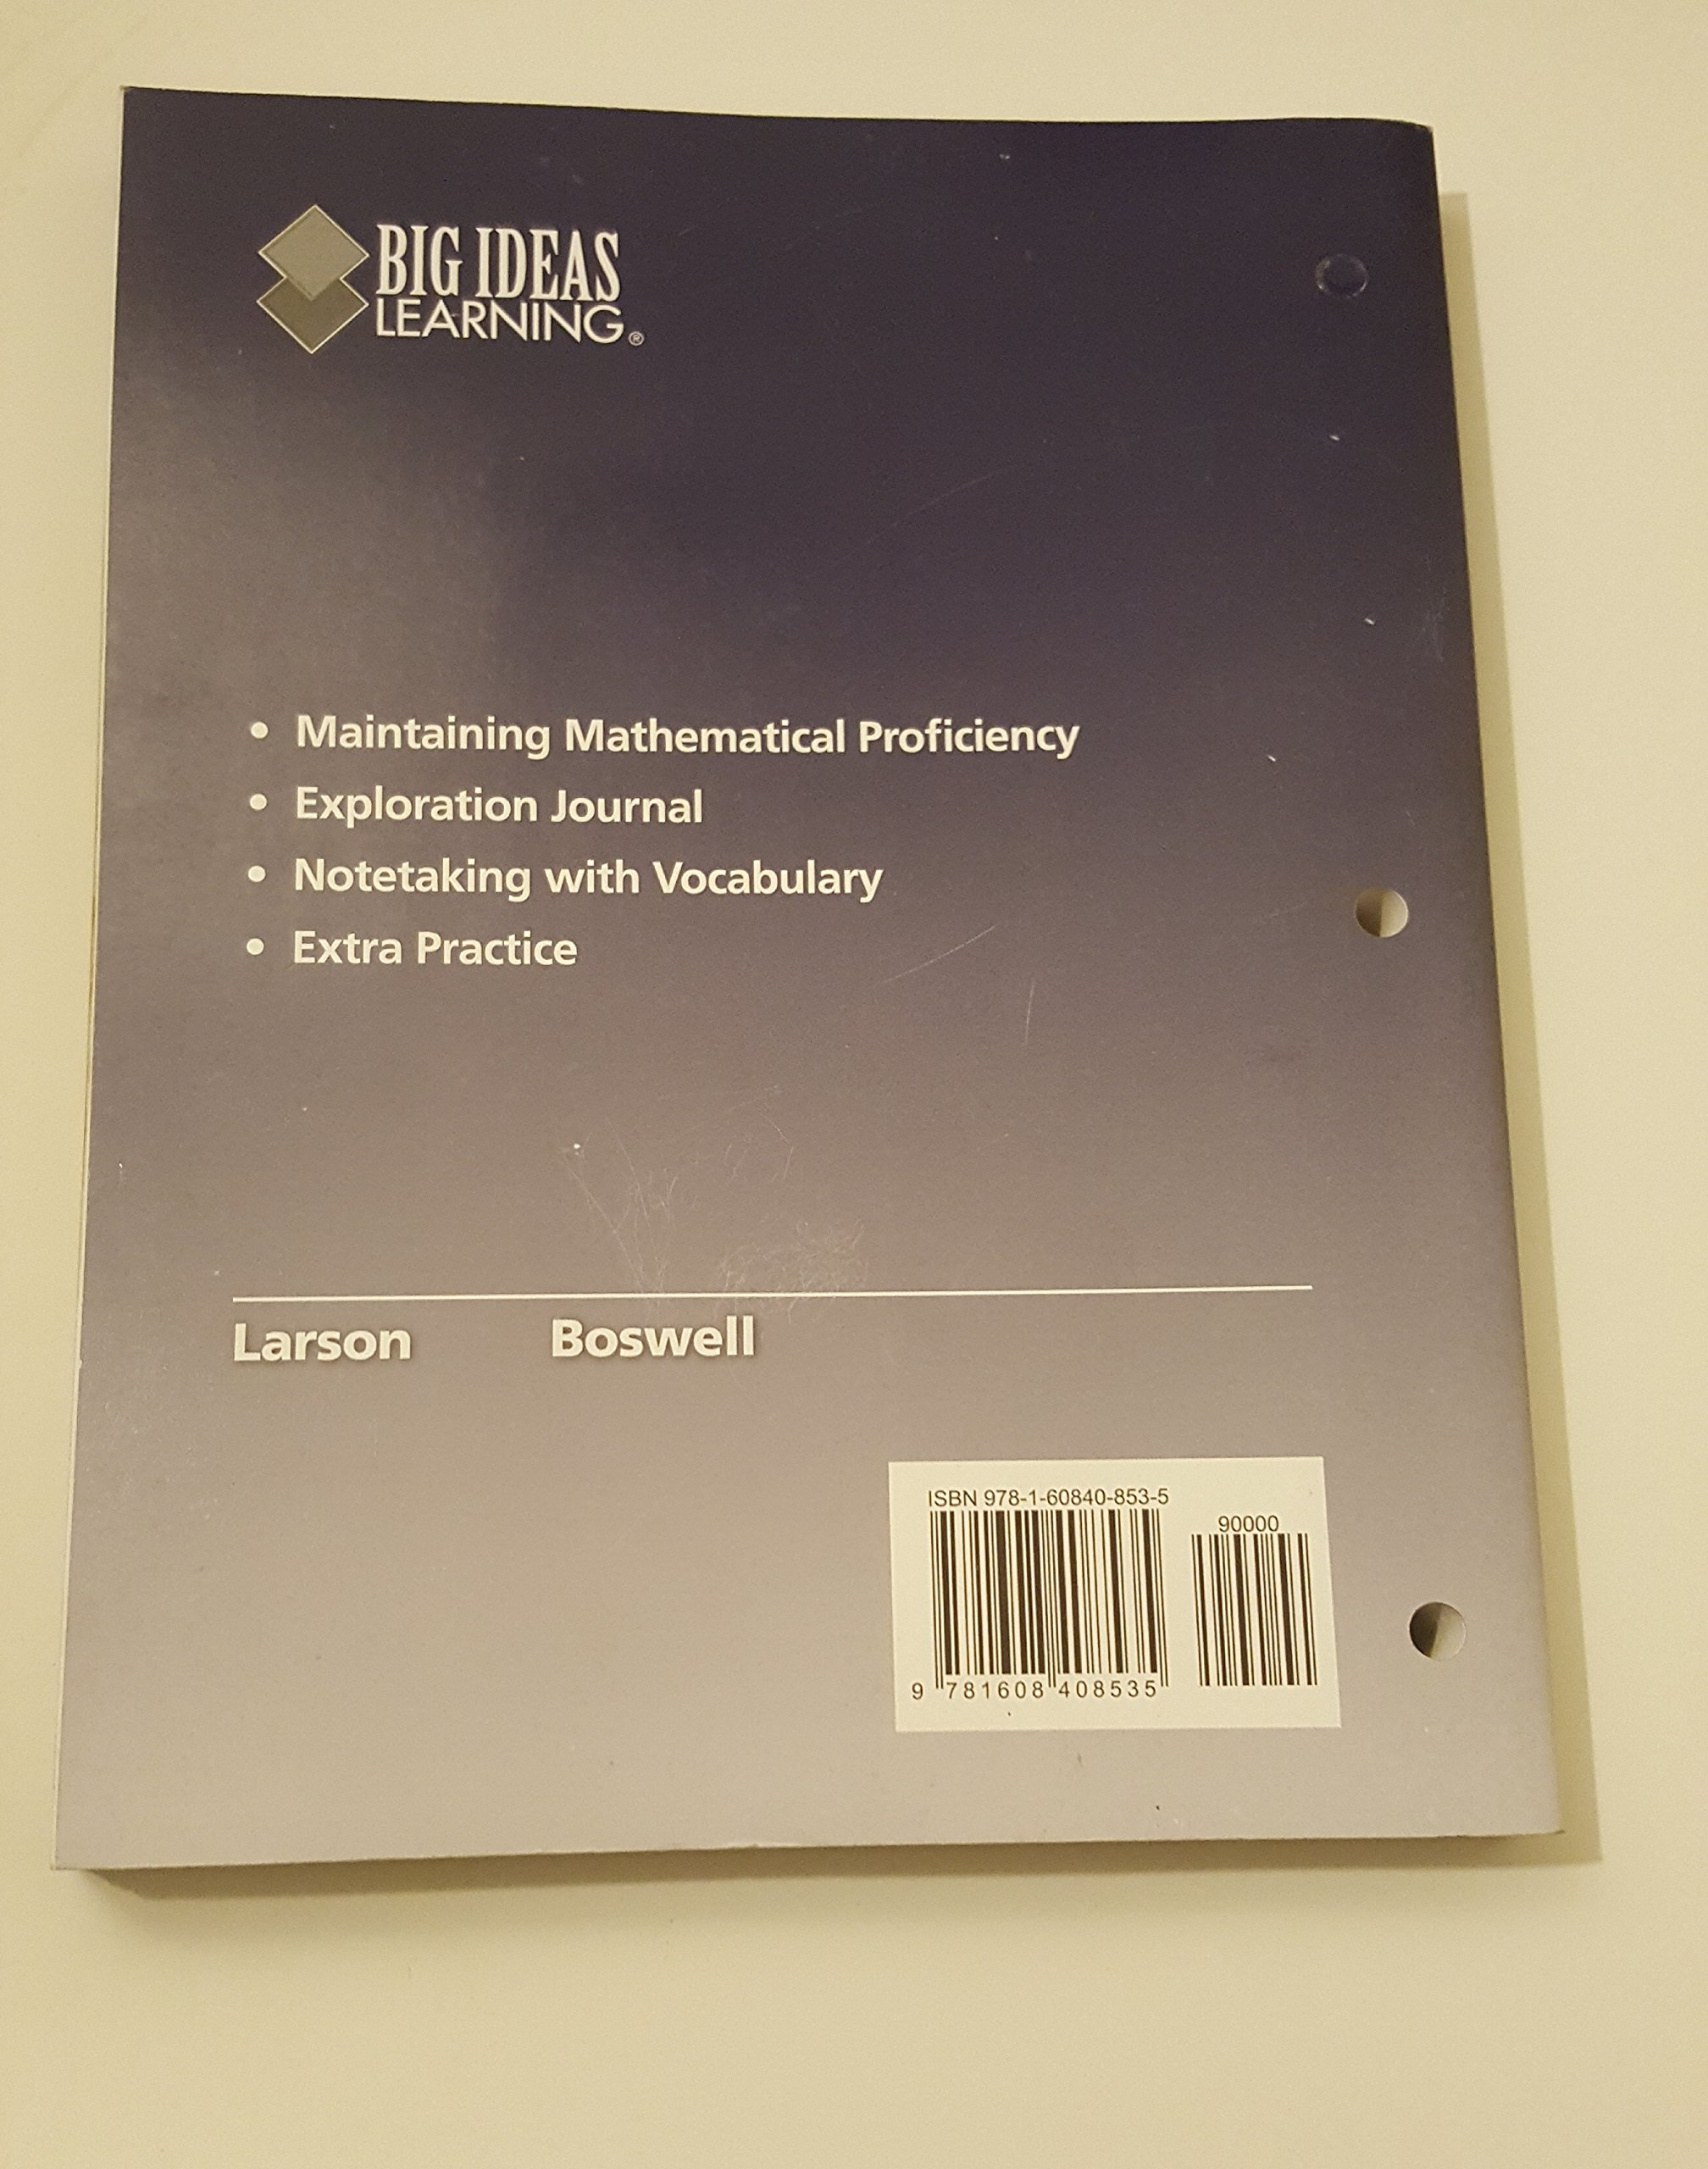 BIG IDEAS
LEARNING®
• Maintaining Mathematical Proficiency
• Exploration Journal
• Notetaking with Vocabulary
• Extra Practice
Larson Boswell
ISBN 978-1-60840-853-5
90000
9 781608 408535